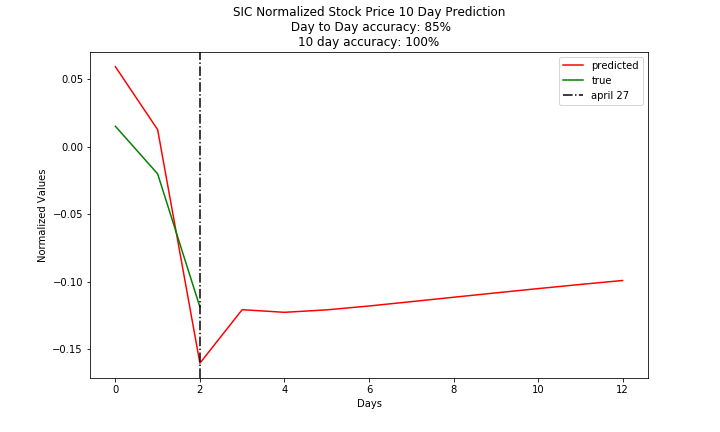 SIC Normalized Stock Price 10 Day Prediction
Day to Day accuracy: 85%
10 day accuracy: 100%
predicted
true
april 27
0.05
0.00
−0.05
−0.10
−0.15
Normalized Values
0 2 4 6 8 10 12
Days